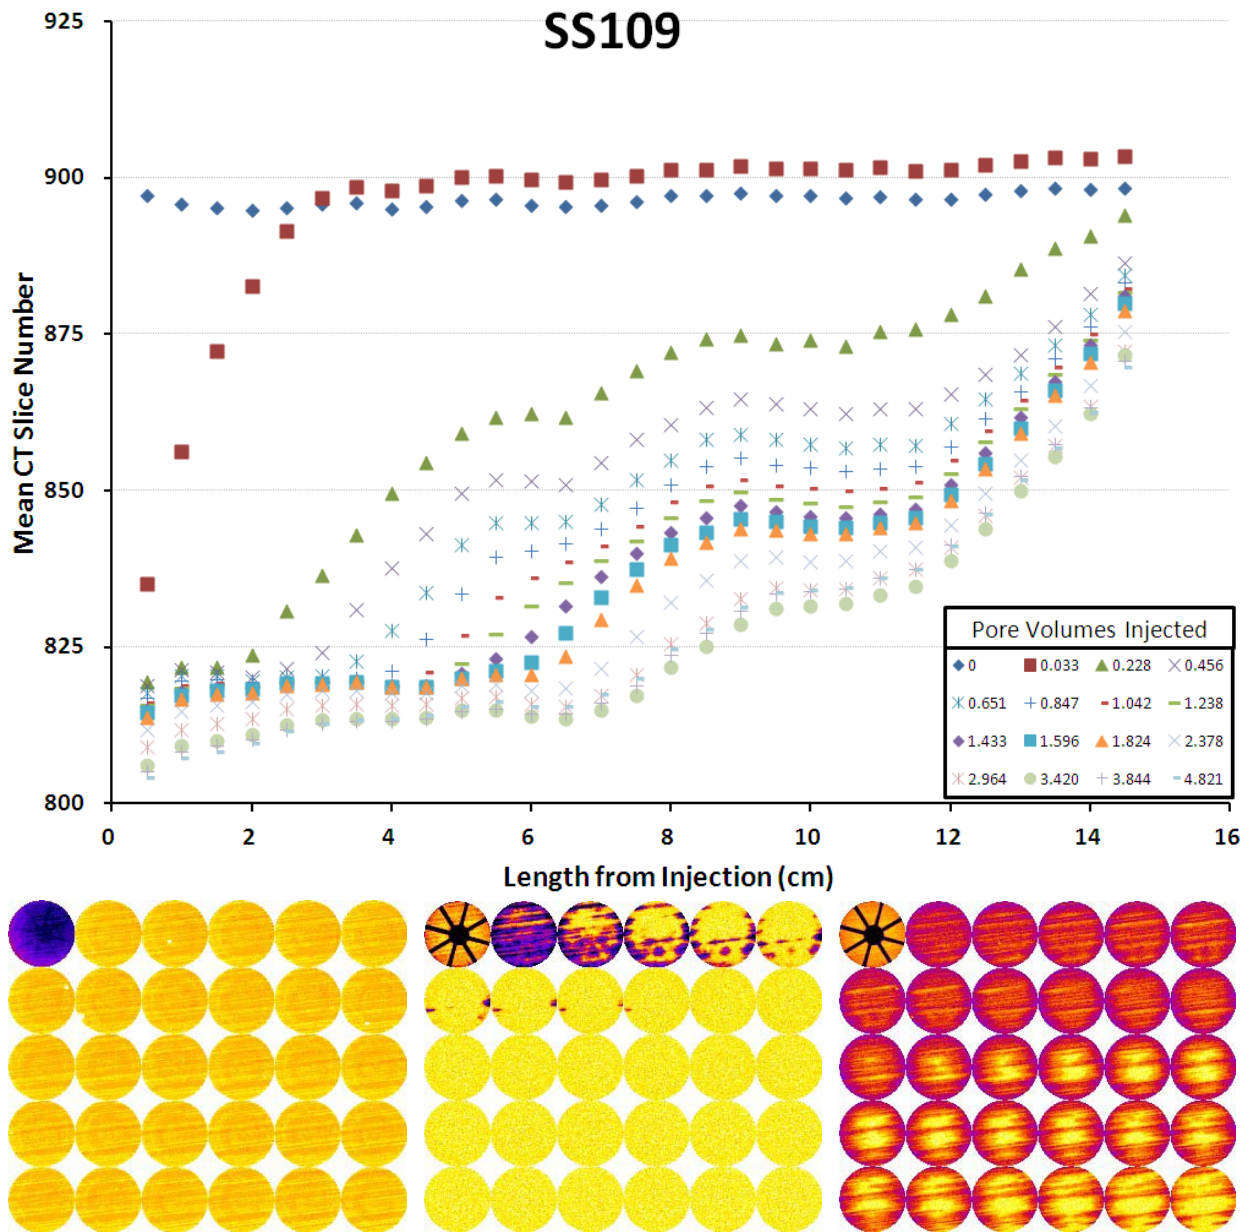 SS109
925
900
875
850
825
800
Mean CT Slice Number
0 2 4 6 8 10 12 14 16
Length from Injection (cm)
Pore Volumes Injected
0 0.033 0.228 0.456
0.651 0.847 1.042 1.238
1.433 1.596 1.824 2.378
2.964 3.420 3.844 4.821